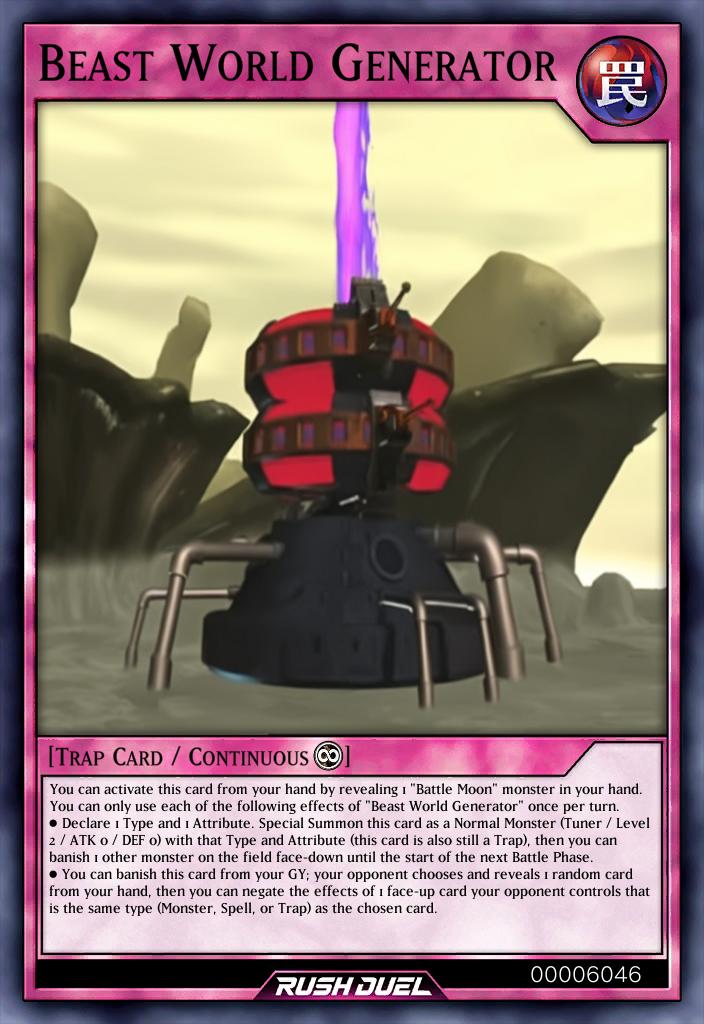 Beast World Generator
罠
[Trap Card / Continuous ∞]
You can activate this card from your hand by revealing 1 "Battle Moon" monster in your hand.
You can only use each of the following effects of "Beast World Generator" once per turn.
● Declare 1 Type and 1 Attribute. Special Summon this card as a Normal Monster (Tuner / Level
2 / ATK 0 / DEF 0) with that Type and Attribute (this card is also still a Trap), then you can
banish 1 other monster on the field face-down until the start of the next Battle Phase.
● You can banish this card from your GY; your opponent chooses and reveals 1 random card
from your hand, then you can negate the effects of 1 face-up card your opponent controls that
is the same type (Monster, Spell, or Trap) as the chosen card.
00006046
RUSH DUEL